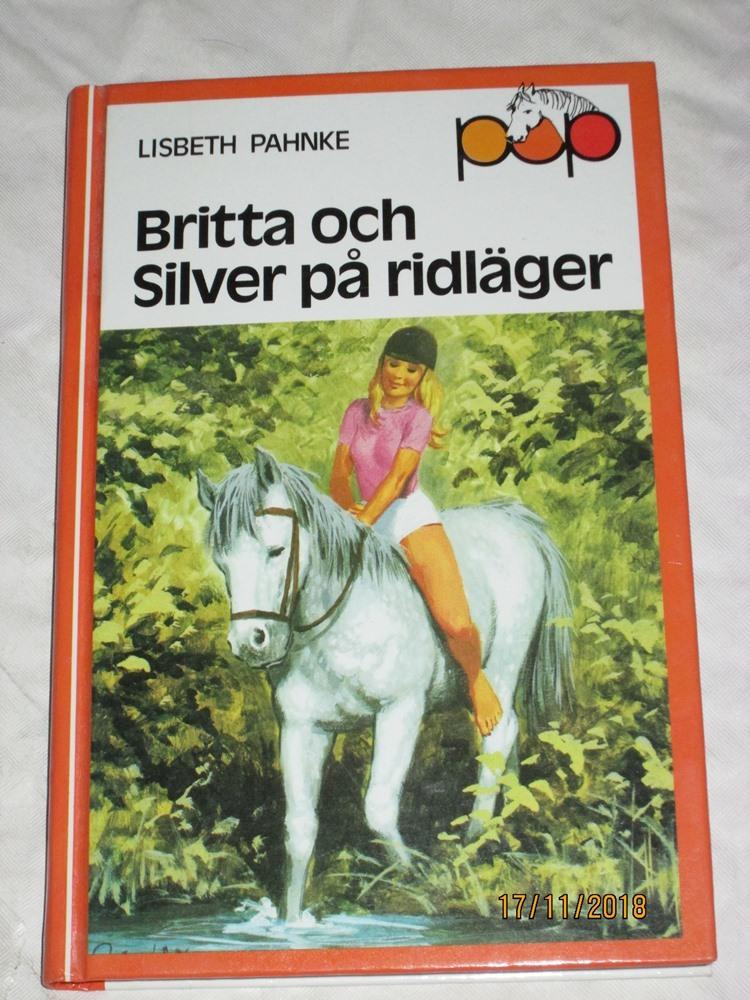 LISBETH PAHNKE
pop
Britta och
Silver på ridläger
17/11/2018